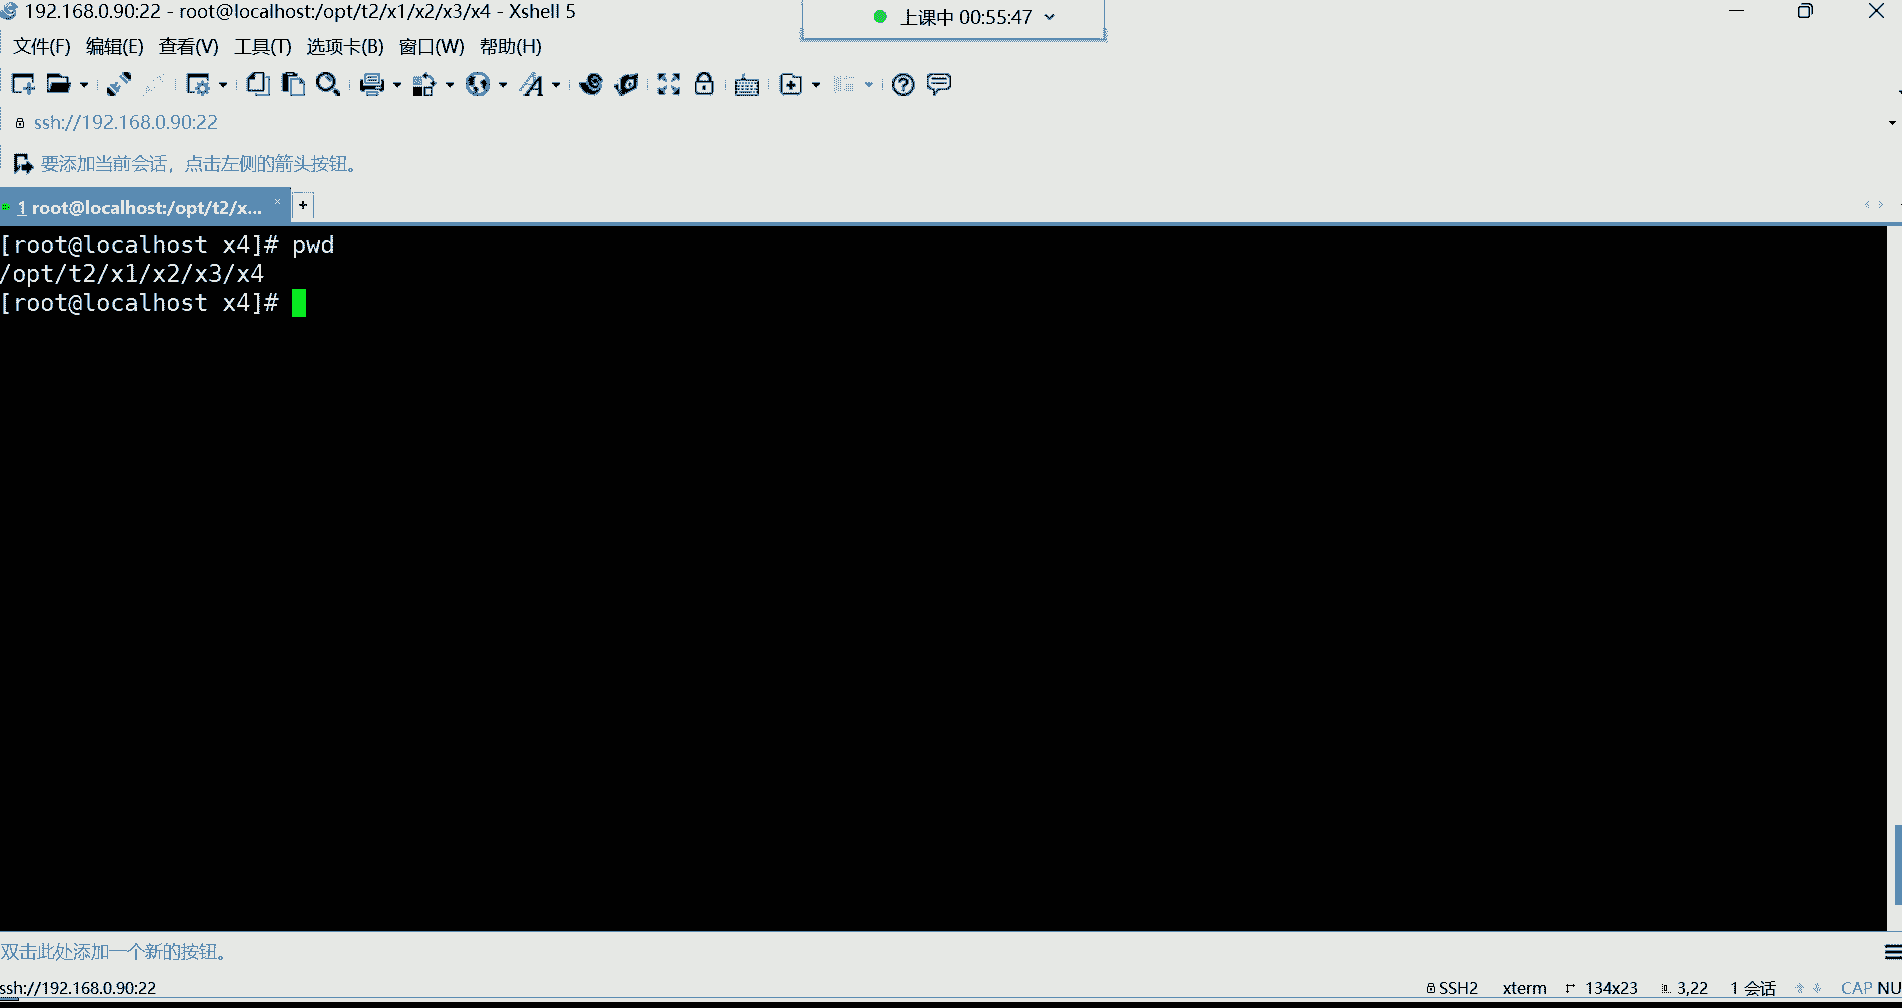 192.168.0.90:22 - root@localhost:/opt/t2/x1/x2/x3/x4 - Xshell 5
上课中 00:55:47
文件(F) 编辑(E) 查看(V) 工具(T) 选项卡(B) 窗口(W) 帮助(H)
ssh://192.168.0.90:22
要添加当前会话，点击左侧的箭头按钮。
1 root@localhost:/opt/t2/x... × +
[root@localhost x4]# pwd
/opt/t2/x1/x2/x3/x4
[root@localhost x4]#
双击此处添加一个新的按钮。
ssh://192.168.0.90:22 SSH2 xterm 134x23 3,22 1 会话 CAP NU